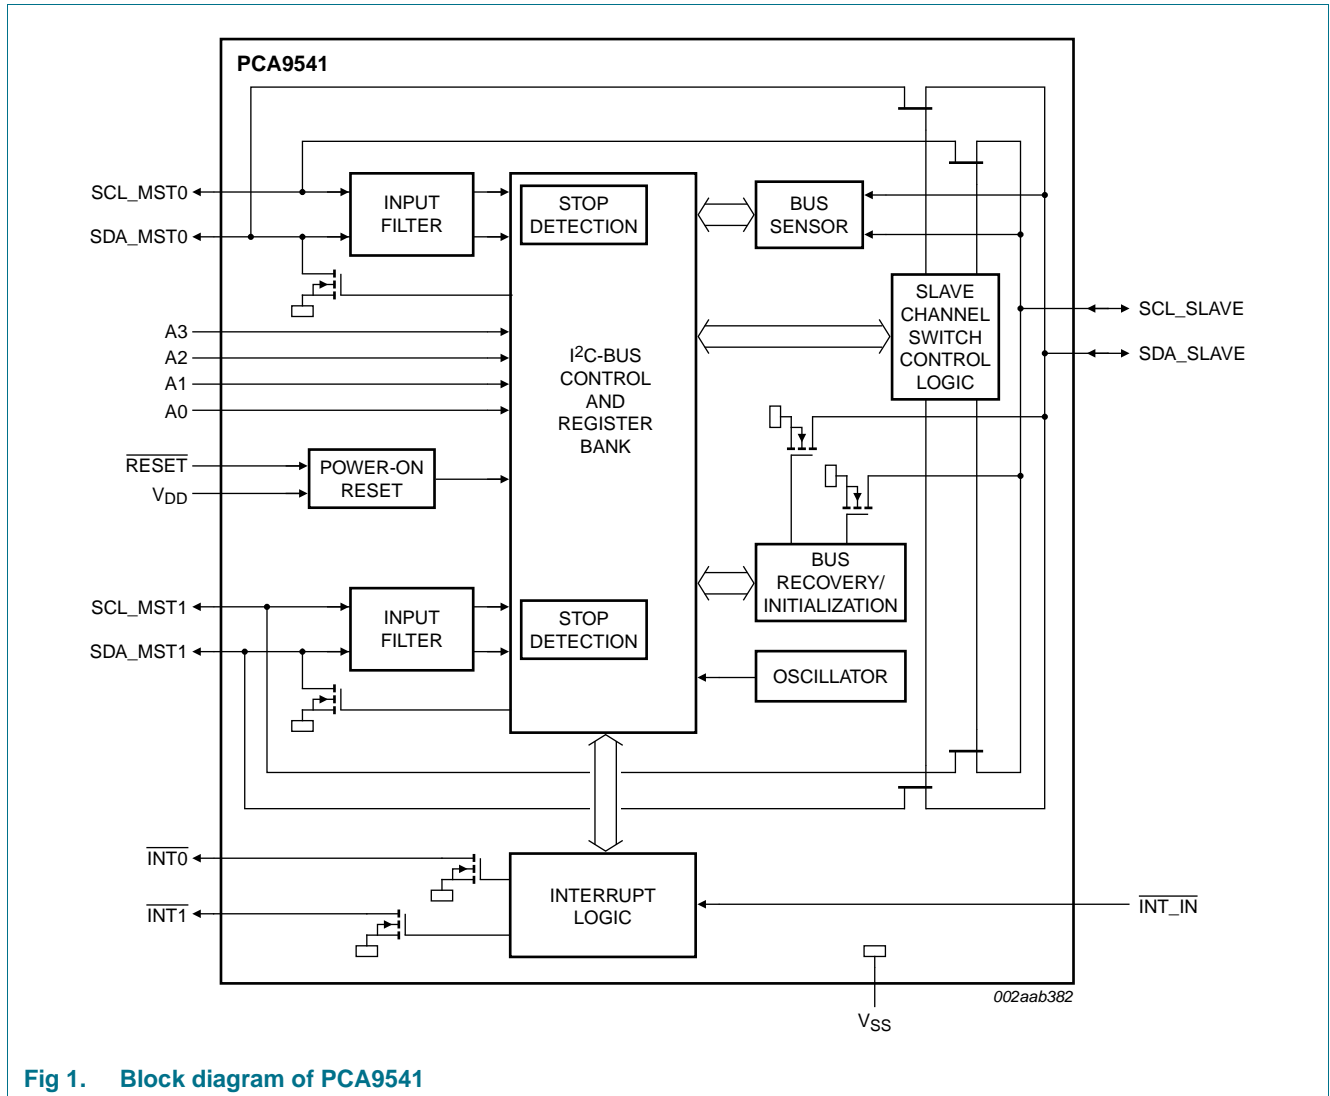 PCA9541
SCL_MST0
SDA_MST0
INPUT
FILTER
STOP
DETECTION
BUS
SENSOR
A3
A2
A1
A0
I2C-BUS
CONTROL
AND
REGISTER
BANK
SLAVE
CHANNEL
SWITCH
CONTROL
LOGIC
SCL_SLAVE
SDA_SLAVE
RESET
VDD
POWER-ON
RESET
BUS
RECOVERY/
INITIALIZATION
SCL_MST1
SDA_MST1
INPUT
FILTER
STOP
DETECTION
OSCILLATOR
INT0
INT1
INTERRUPT
LOGIC
INT_IN
VSS
002aab382
Fig 1. Block diagram of PCA9541